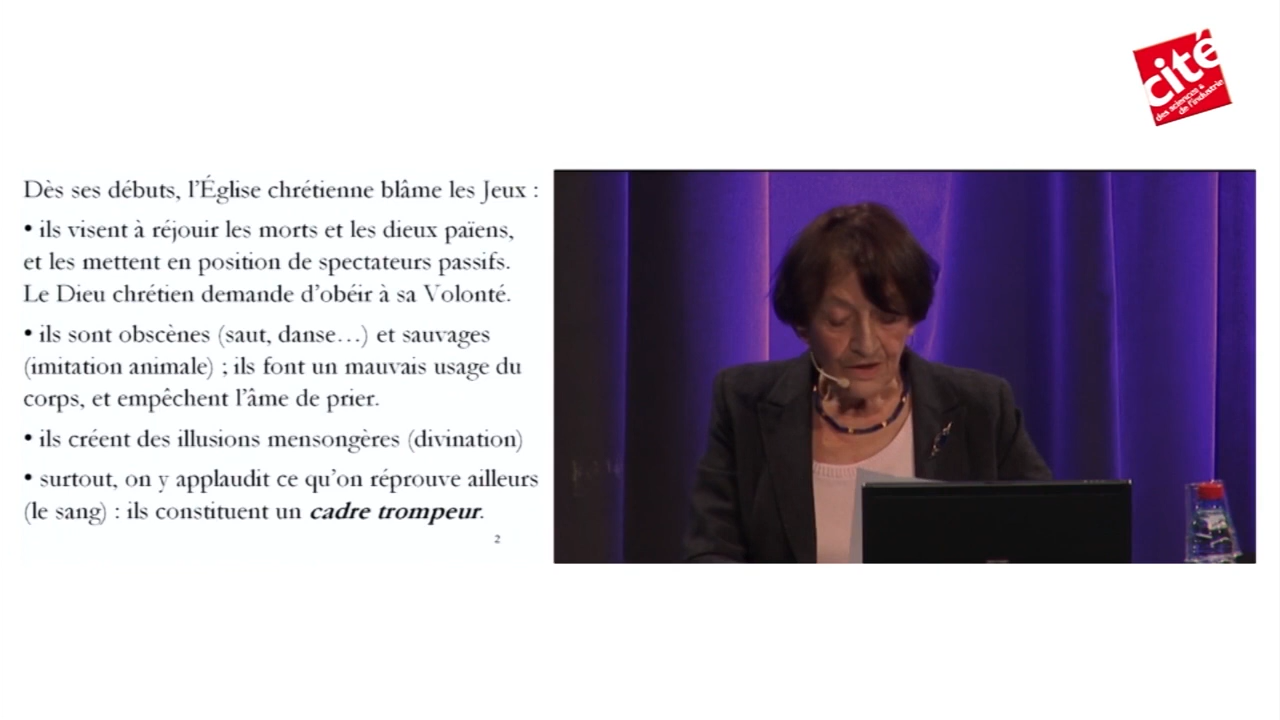 cité
des sciences &
de l'industrie
Dès ses débuts, l'Église chrétienne blâme les Jeux :
• ils visent à réjouir les morts et les dieux païens,
et les mettent en position de spectateurs passifs.
Le Dieu chrétien demande d'obéir à sa Volonté.
• ils sont obscènes (saut, danse…) et sauvages
(imitation animale) ; ils font un mauvais usage du
corps, et empêchent l'âme de prier.
• ils créent des illusions mensongères (divination)
• surtout, on y applaudit ce qu'on réprouve ailleurs
(le sang) : ils constituent un cadre trompeur.
2